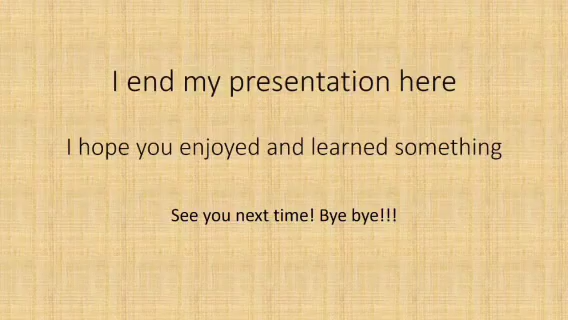 I end my presentation here
I hope you enjoyed and learned something
See you next time! Bye bye!!!